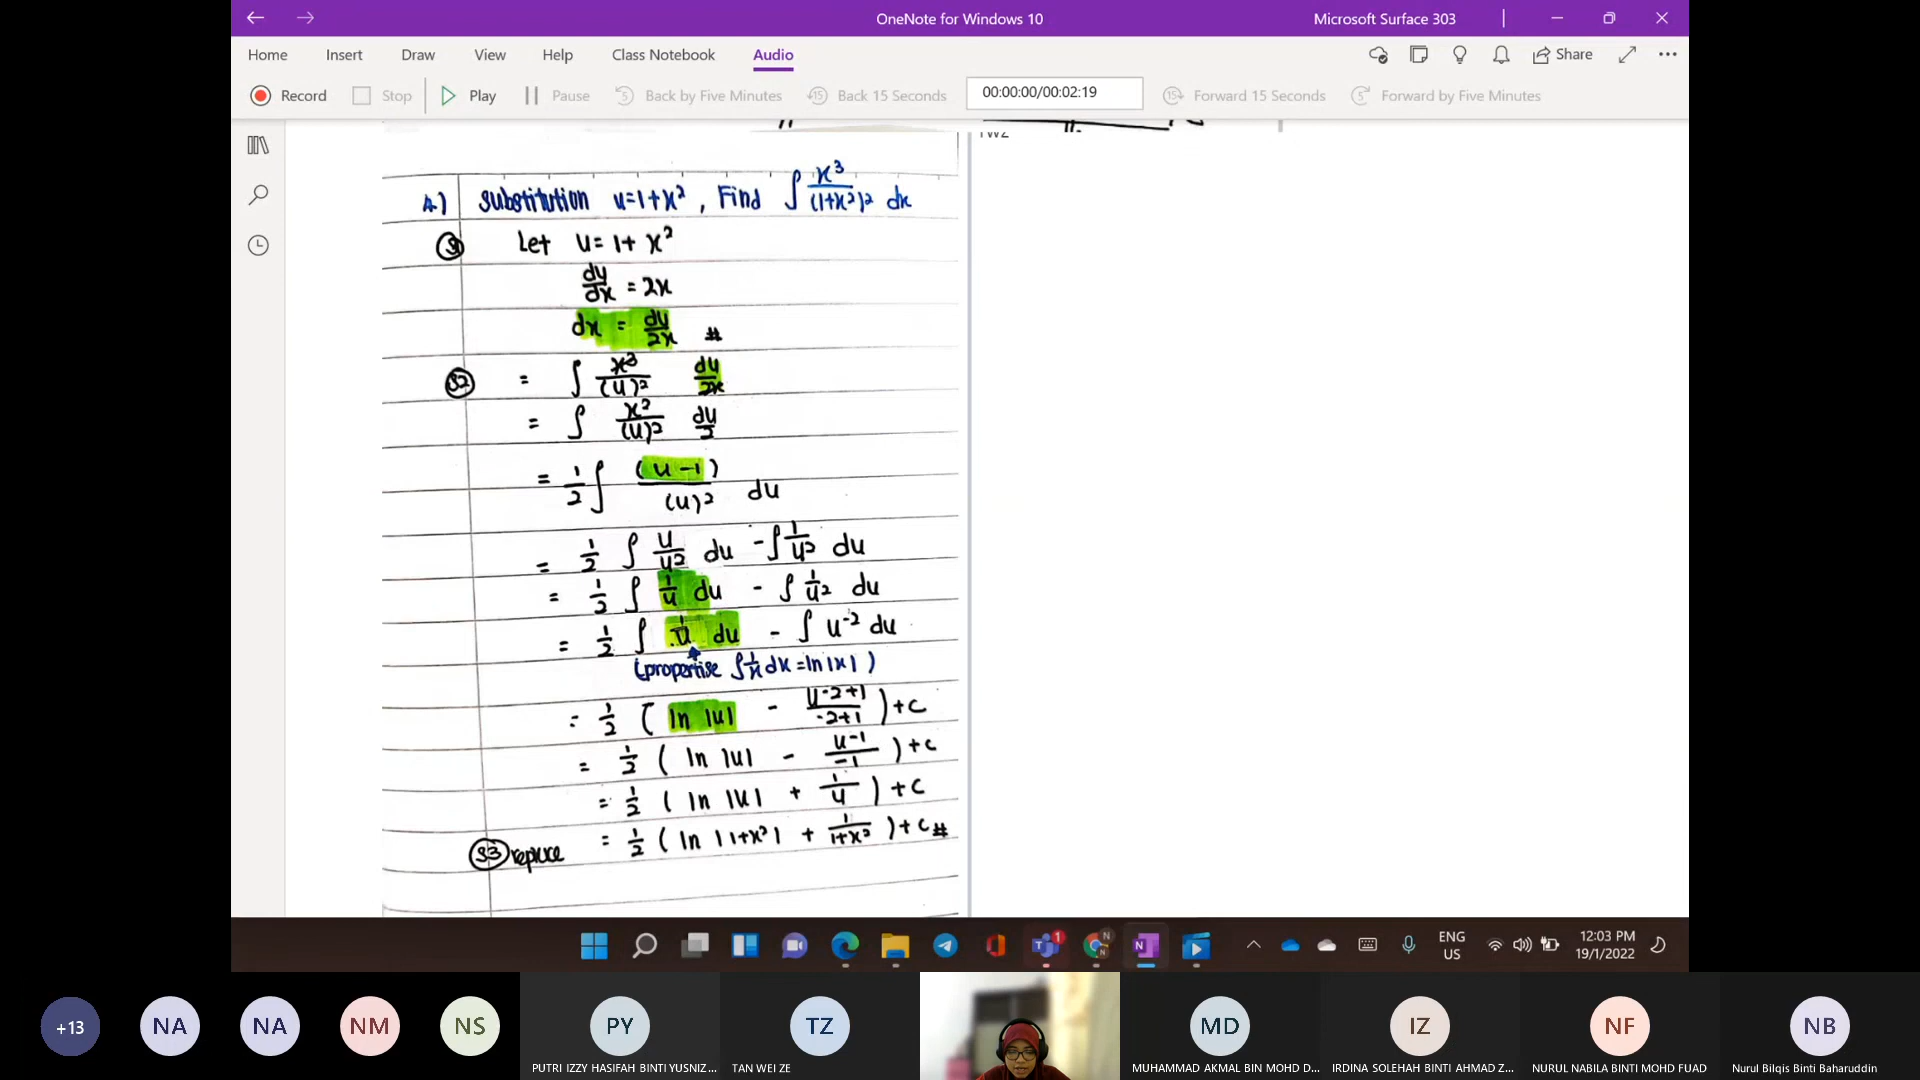 OneNote for Windows 10
Microsoft Surface 303
Home Insert Draw View Help Class Notebook Audio Share
Record Stop Play Pause Back by Five Minutes Back 15 Seconds 00:00:00/00:02:19 Forward 15 Seconds Forward by Five Minutes
TW2
4.) substitution u=1+x², Find ∫ x³/(1+x²)² dx
S1 Let u = 1 + x²
du/dx = 2x
dx = du/2x #
S2 = ∫ x³/(u)² du/2x
= ∫ x²/(u)² du/2
= 1/2 ∫ (u-1)/(u)² du
= 1/2 ∫ u/u² du - ∫ 1/u² du
= 1/2 ∫ 1/u du - ∫ 1/u² du
= 1/2 ∫ 1/u du - ∫ u⁻² du
(propertise ∫ 1/x dx = ln |x| )
= 1/2 ( ln |u| - u⁻²⁺¹/-2+1 ) + c
= 1/2 ( ln |u| - u⁻¹/-1 ) + c
= 1/2 ( ln |u| + 1/u ) + c
S3 replace = 1/2 ( ln |1+x²| + 1/1+x² ) + c #
1
N
N
N
ENG
US
12:03 PM
19/1/2022
+13 NA NA NM NS PY TZ MD IZ NF NB
PUTRI IZZY HASIFAH BINTI YUSNIZ... TAN WEI ZE MUHAMMAD AKMAL BIN MOHD D... IRDINA SOLEHAH BINTI AHMAD Z... NURUL NABILA BINTI MOHD FUAD Nurul Bilqis Binti Baharuddin